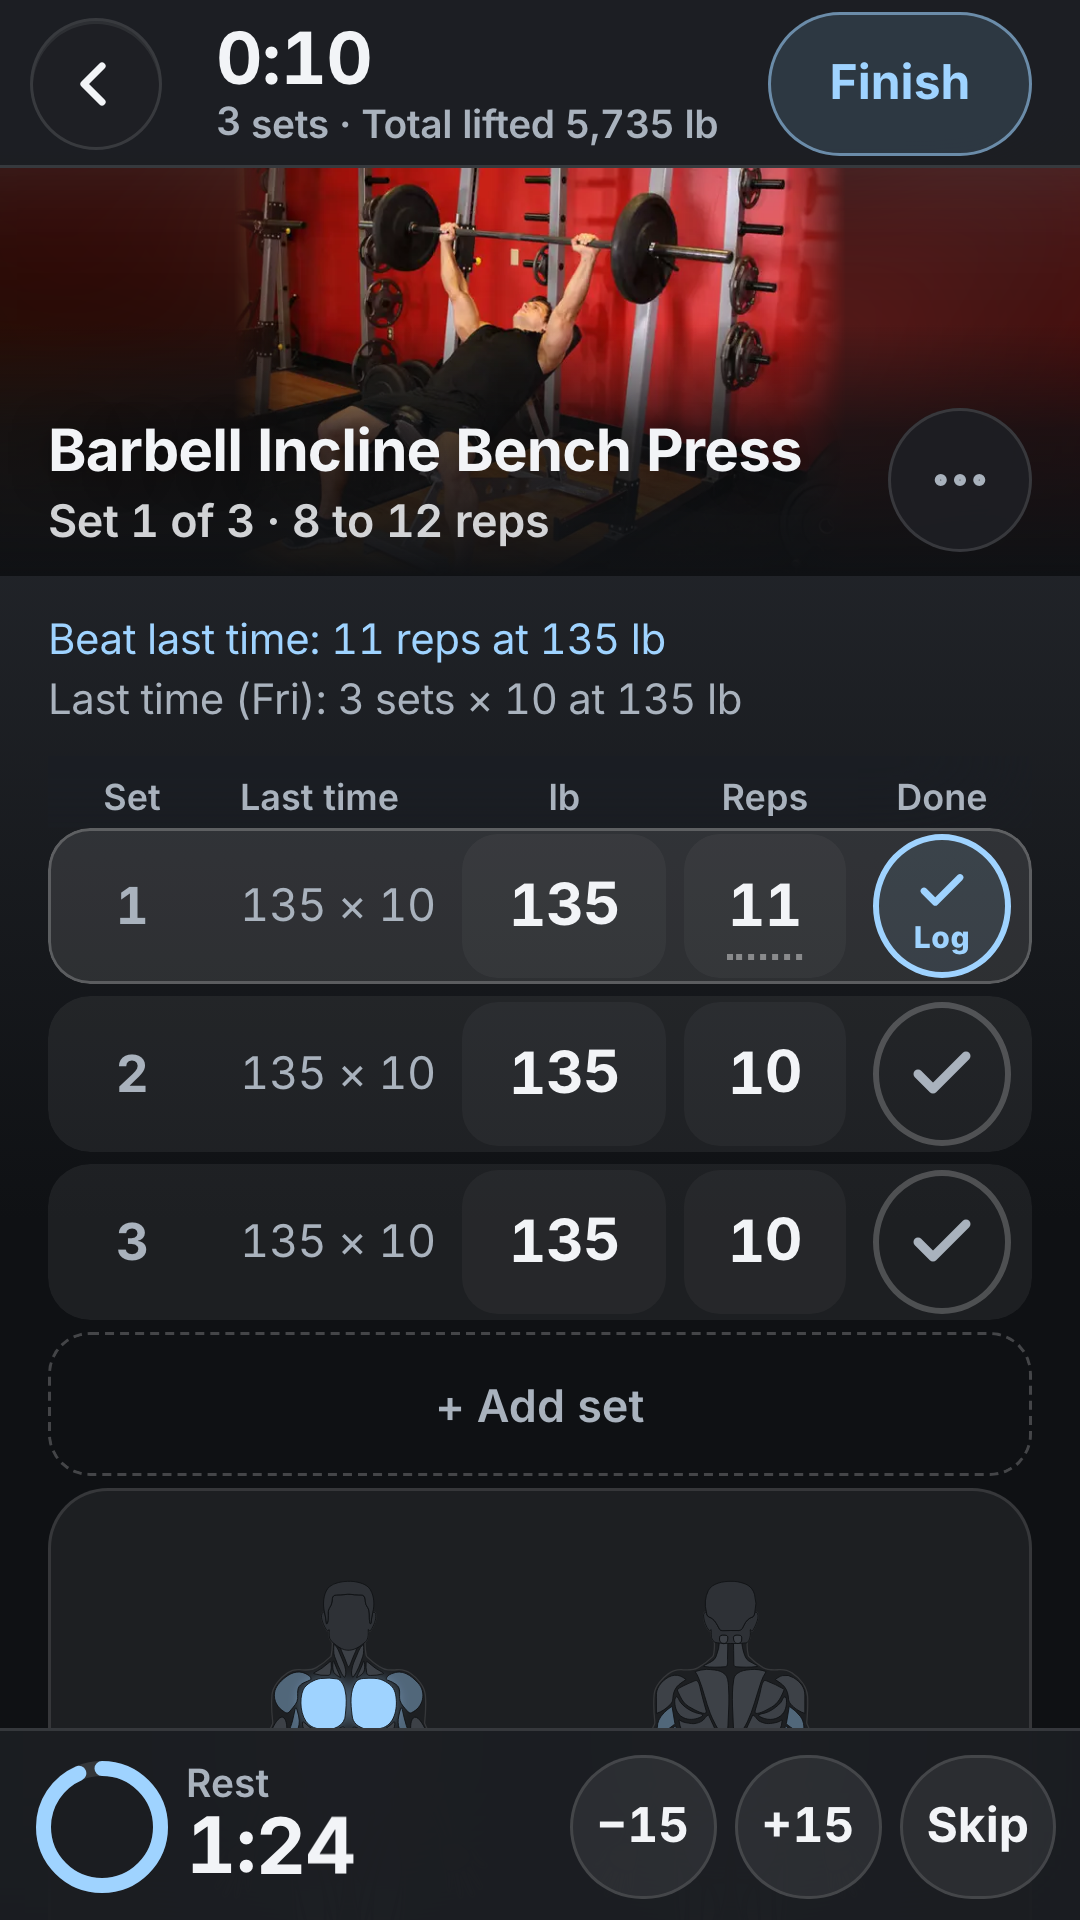 0:10
3 sets · Total lifted 5,735 lb
Finish
Barbell Incline Bench Press
Set 1 of 3 · 8 to 12 reps
Beat last time: 11 reps at 135 lb
Last time (Fri): 3 sets × 10 at 135 lb
Set Last time lb Reps Done
1 135 × 10 135 11 Log
2 135 × 10 135 10
3 135 × 10 135 10
+ Add set
Rest
1:24
−15 +15 Skip